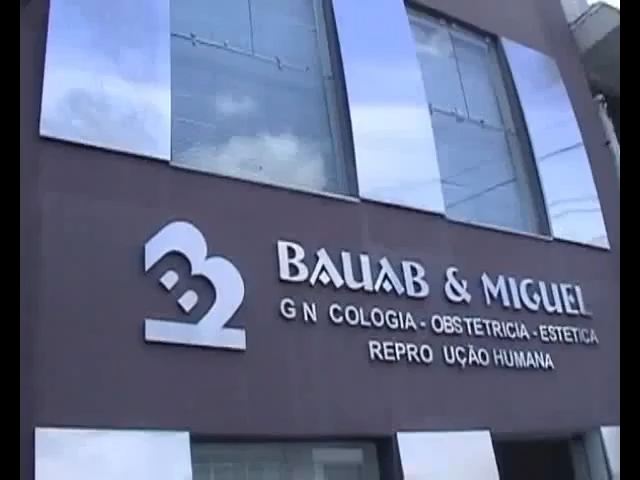 BAUAB & MIGUEL
G N COLOGIA - OBSTETRICIA - ESTETICA
REPRO UÇÃO HUMANA